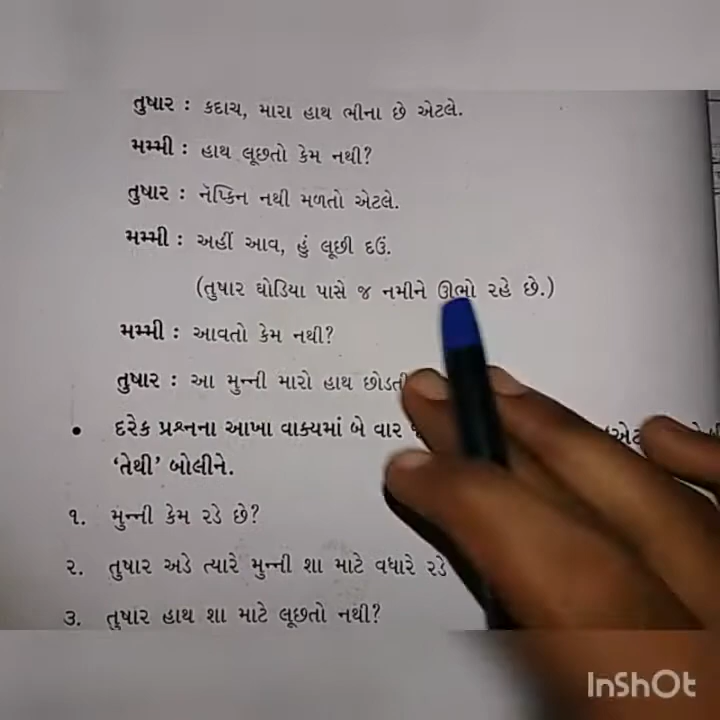 તુષાર : કદાચ, મારા હાથ ભીના છે એટલે.
મમ્મી : હાથ લૂછતો કેમ નથી?
તુષાર : નૅપ્કિન નથી મળતો એટલે.
મમ્મી : અહીં આવ, હું લૂછી દઉં.
(તુષાર ઘોડિયા પાસે જ નમીને ઊભો રહે છે.)
મમ્મી : આવતો કેમ નથી?
તુષાર : આ મુન્ની મારો હાથ છોડતી
• દરેક પ્રશ્નના આખા વાક્યમાં બે વાર
'તેથી' બોલીને.
૧. મુન્ની કેમ રડે છે?
૨. તુષાર અડે ત્યારે મુન્ની શા માટે વધારે રડે
૩. તુષાર હાથ શા માટે લૂછતો નથી?
InShOt